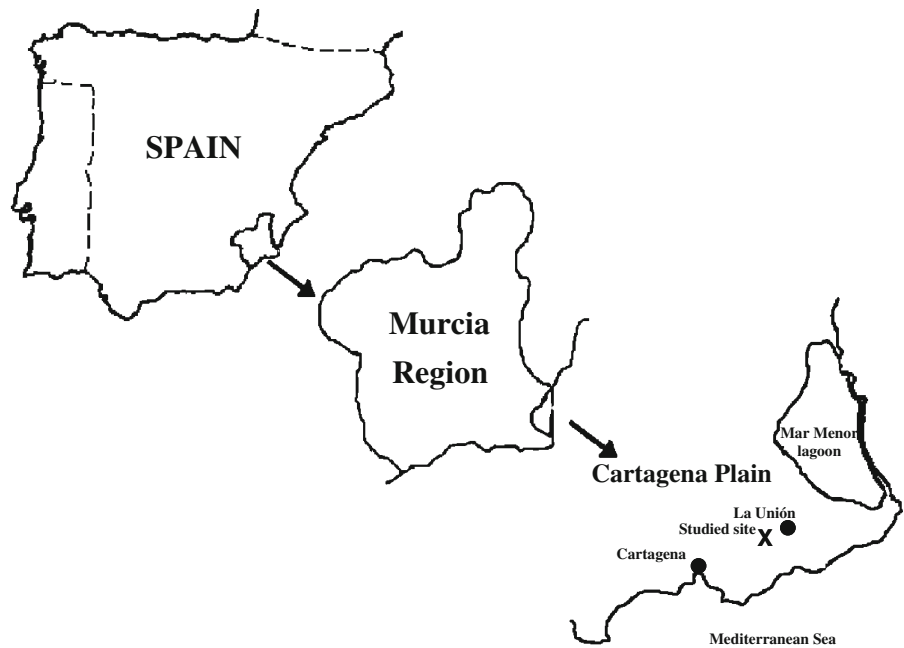 SPAIN
Murcia
Region
Mar Menor
lagoon
Cartagena Plain
La Unión
Studied site X
Cartagena
Mediterranean Sea